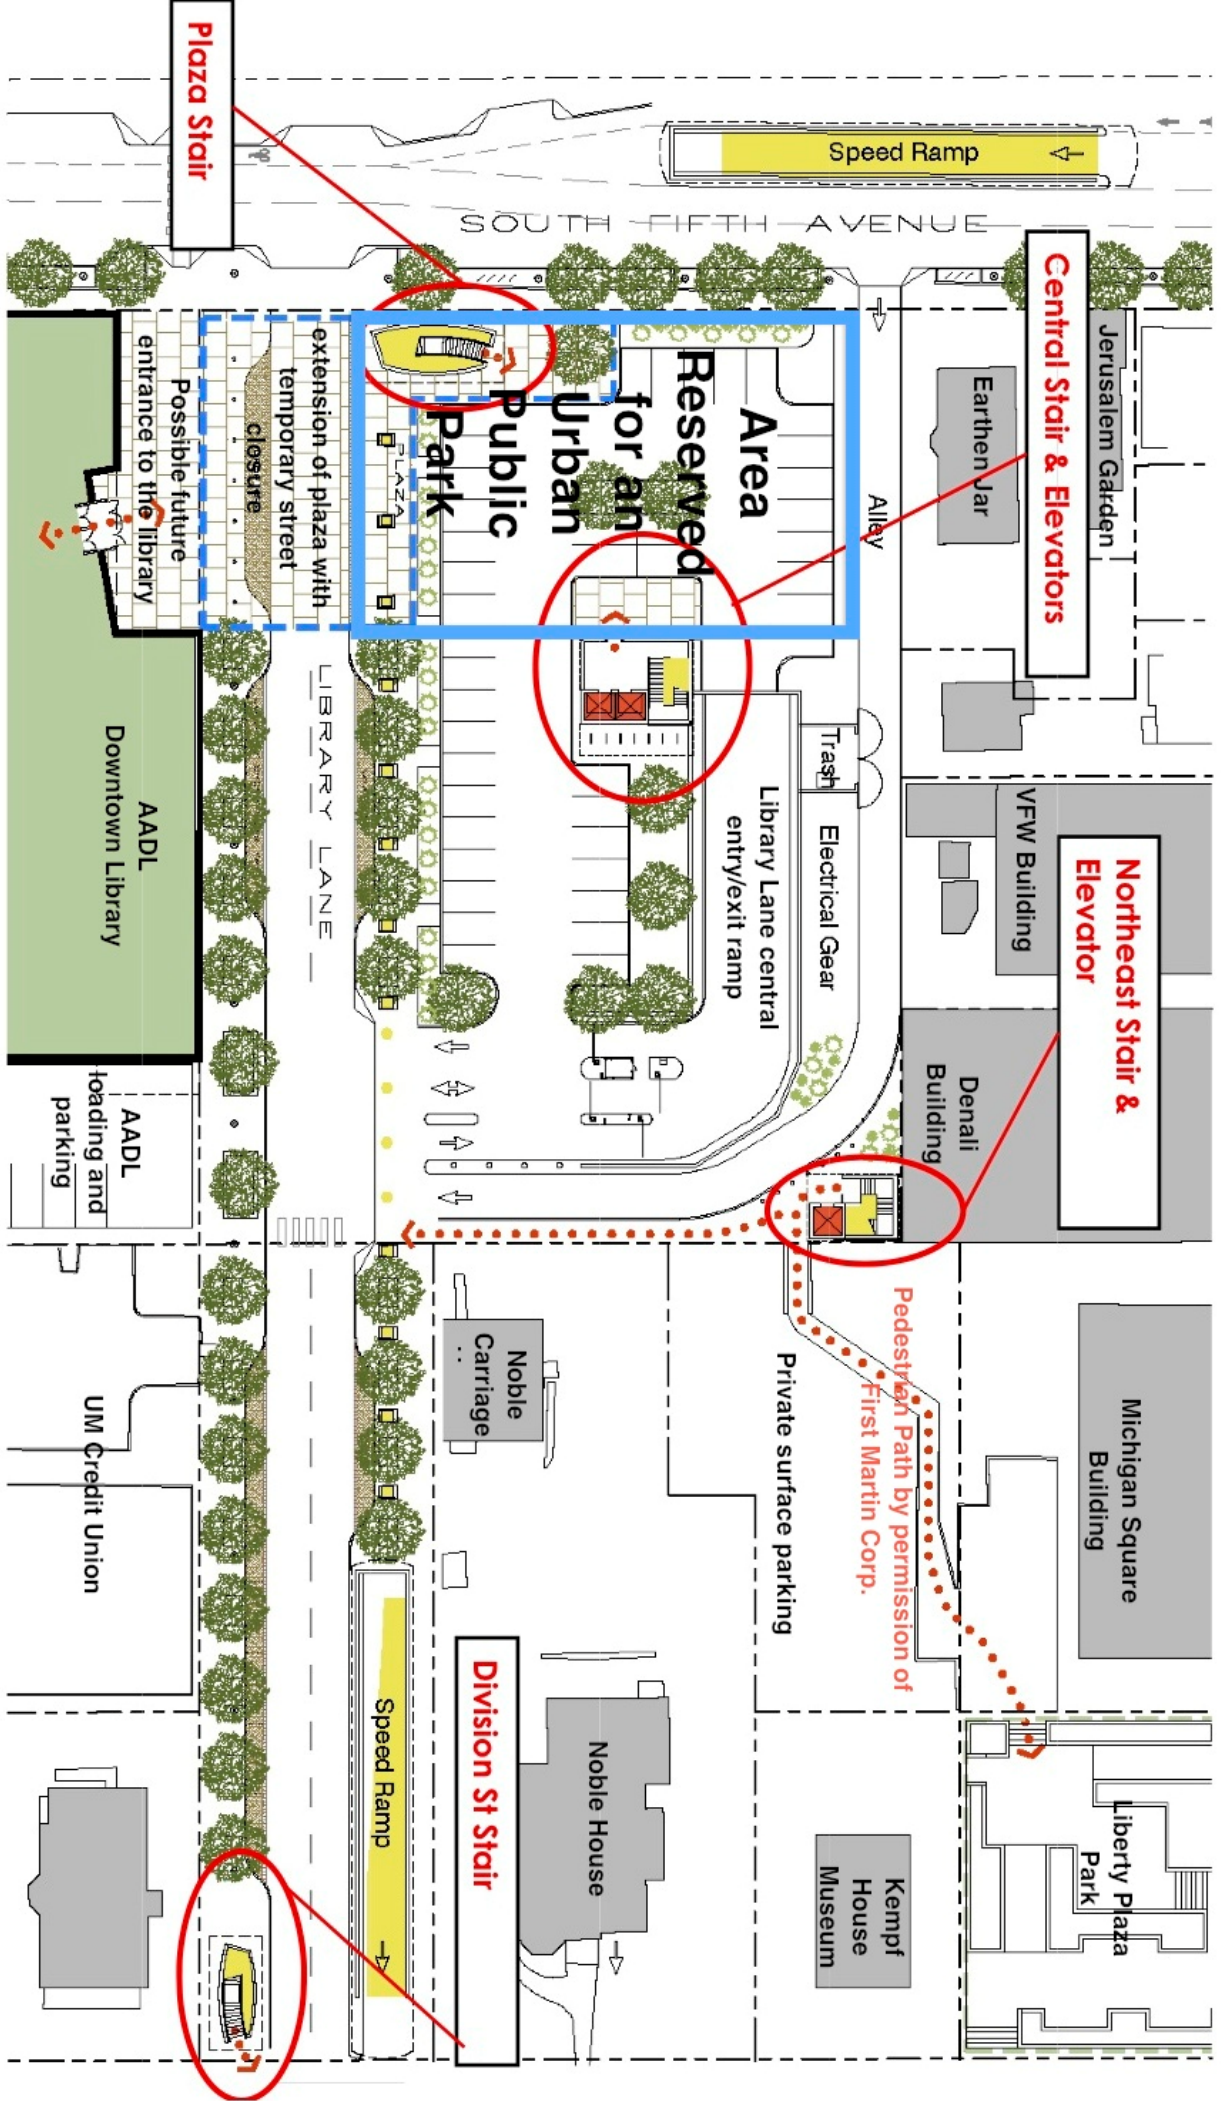 Plaza Stair
Speed Ramp
SOUTH FIFTH AVENUE
Central Stair & Elevators
Jerusalem Garden
Earthen Jar
Alley
Area
Reserved
for an
Urban
Public
Park
PLAZA
extension of plaza with
temporary street
closure
Possible future
entrance to the library
AADL
Downtown Library
LIBRARY LANE
Trash
Electrical Gear
Library Lane central
entry/exit ramp
VFW Building
Northeast Stair &
Elevator
Denali
Building
AADL
loading and
parking
UM Credit Union
Noble
Carriage
Private surface parking
Pedestrian Path by permission of
First Martin Corp.
Michigan Square
Building
Speed Ramp
Division St Stair
Noble House
Kempf
House
Museum
Liberty Plaza
Park